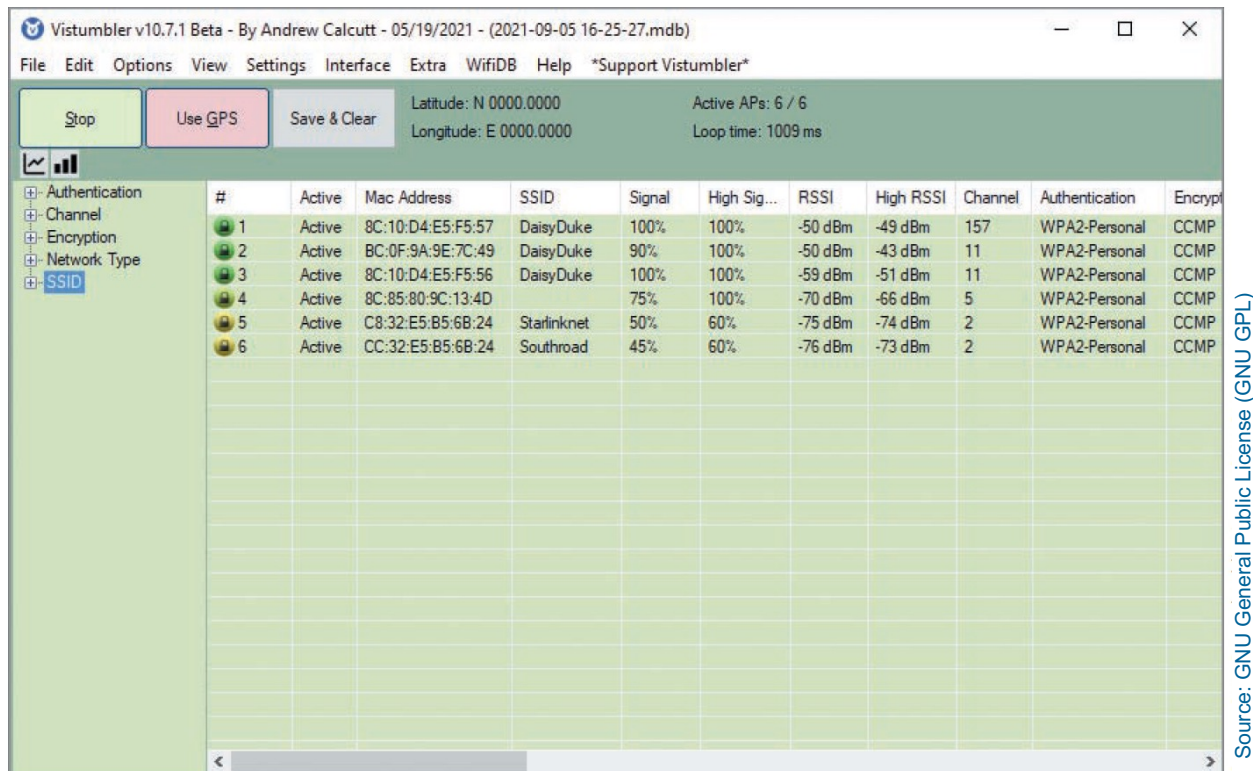 Vistumbler v10.7.1 Beta - By Andrew Calcutt - 05/19/2021 - (2021-09-05 16-25-27.mdb)
File Edit Options View Settings Interface Extra WifiDB Help *Support Vistumbler*
Stop Use GPS Save & Clear
Latitude: N 0000.0000 Active APs: 6 / 6
Longitude: E 0000.0000 Loop time: 1009 ms
Authentication
Channel
Encryption
Network Type
SSID
# Active Mac Address SSID Signal High Sig... RSSI High RSSI Channel Authentication Encrypt
1 Active 8C:10:D4:E5:F5:57 DaisyDuke 100% 100% -50 dBm -49 dBm 157 WPA2-Personal CCMP
2 Active BC:0F:9A:9E:7C:49 DaisyDuke 90% 100% -50 dBm -43 dBm 11 WPA2-Personal CCMP
3 Active 8C:10:D4:E5:F5:56 DaisyDuke 100% 100% -59 dBm -51 dBm 11 WPA2-Personal CCMP
4 Active 8C:85:80:9C:13:4D 75% 100% -70 dBm -66 dBm 5 WPA2-Personal CCMP
5 Active C8:32:E5:B5:6B:24 Starlinknet 50% 60% -75 dBm -74 dBm 2 WPA2-Personal CCMP
6 Active CC:32:E5:B5:6B:24 Southroad 45% 60% -76 dBm -73 dBm 2 WPA2-Personal CCMP
Source: GNU General Public License (GNU GPL)